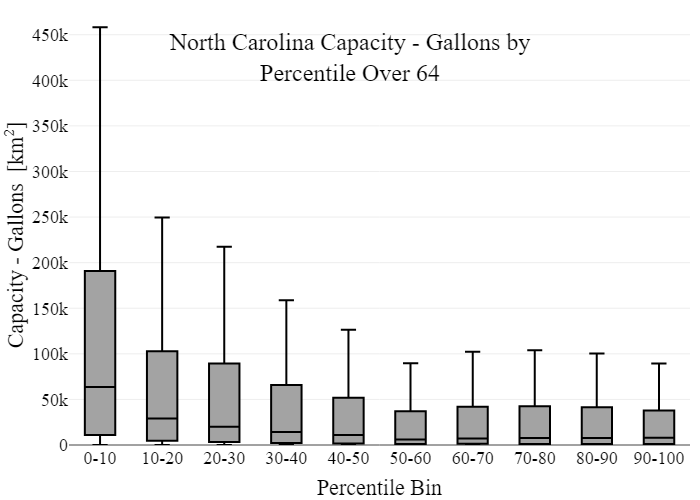 North Carolina Capacity - Gallons by
Percentile Over 64
Capacity - Gallons [km²]
450k
400k
350k
300k
250k
200k
150k
100k
50k
0
0-10 10-20 20-30 30-40 40-50 50-60 60-70 70-80 80-90 90-100
Percentile Bin